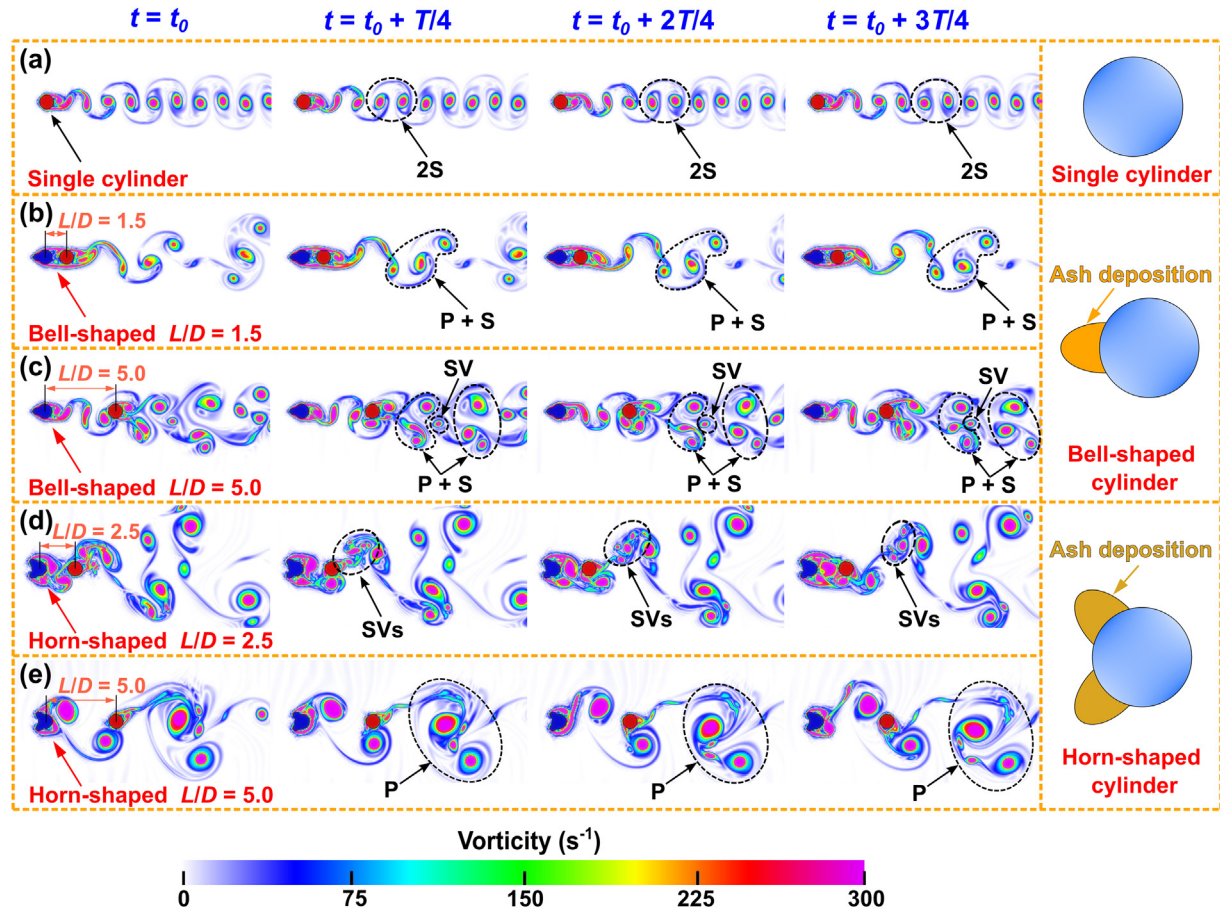 t = t0
t = t0 + T/4
t = t0 + 2T/4
t = t0 + 3T/4
(a)
Single cylinder
2S
2S
2S
Single cylinder
(b)
L/D = 1.5
Bell-shaped L/D = 1.5
P + S
P + S
P + S
(c)
L/D = 5.0
Bell-shaped L/D = 5.0
SV
P + S
SV
P + S
SV
P + S
Ash deposition
Bell-shaped
cylinder
(d)
L/D = 2.5
Horn-shaped L/D = 2.5
SVs
SVs
SVs
(e)
L/D = 5.0
Horn-shaped L/D = 5.0
P
P
P
Ash deposition
Horn-shaped
cylinder
Vorticity (s⁻¹)
0
75
150
225
300